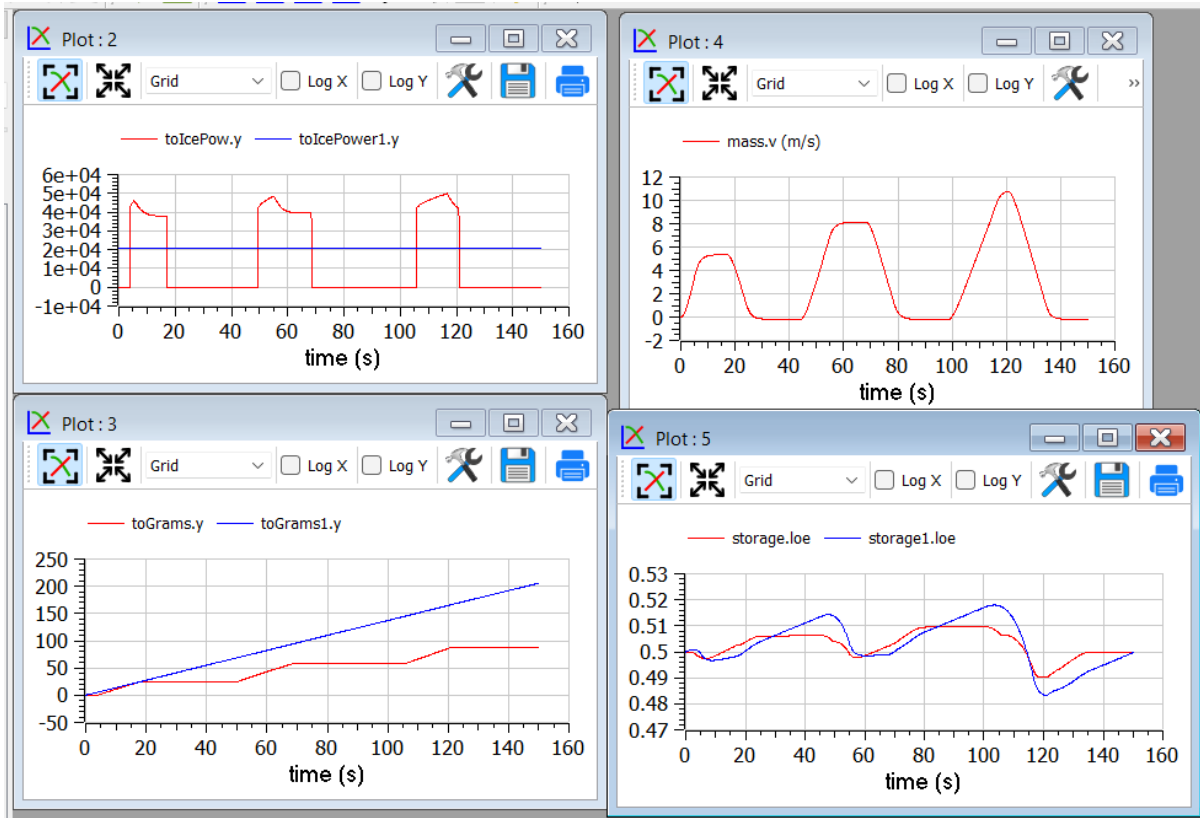 Plot : 2
Grid Log X Log Y
toIcePow.y toIcePower1.y
6e+04
5e+04
4e+04
3e+04
2e+04
1e+04
0
-1e+04
0 20 40 60 80 100 120 140 160
time (s)
Plot : 4
Grid Log X Log Y »
mass.v (m/s)
12
10
8
6
4
2
0
-2
0 20 40 60 80 100 120 140 160
time (s)
Plot : 3
Grid Log X Log Y
toGrams.y toGrams1.y
250
200
150
100
50
0
-50
0 20 40 60 80 100 120 140 160
time (s)
Plot : 5
Grid Log X Log Y
storage.loe storage1.loe
0.53
0.52
0.51
0.5
0.49
0.48
0.47
0 20 40 60 80 100 120 140 160
time (s)